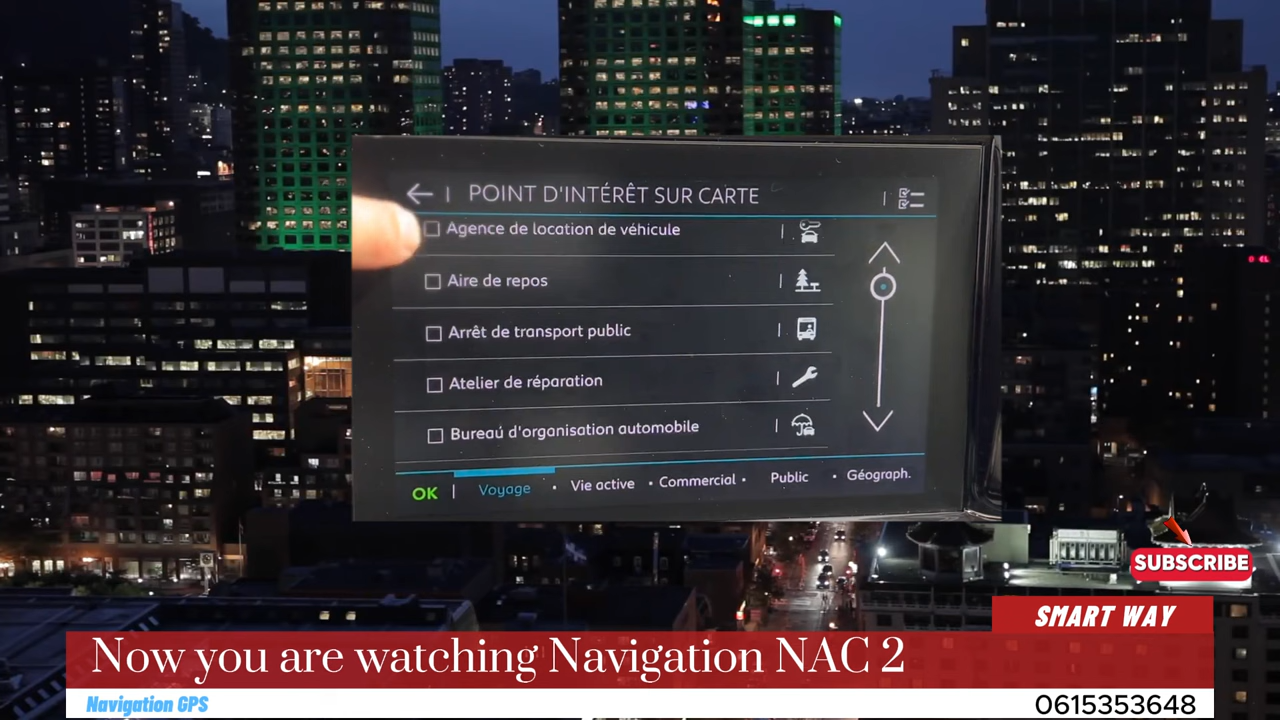 POINT D'INTÉRÊT SUR CARTE
Agence de location de véhicule
Aire de repos
Arrêt de transport public
Atelier de réparation
Bureau d'organisation automobile
OK
Voyage
Vie active
Commercial
Public
Géograph.
SUBSCRIBE
SMART WAY
Now you are watching Navigation NAC 2
Navigation GPS
0615353648